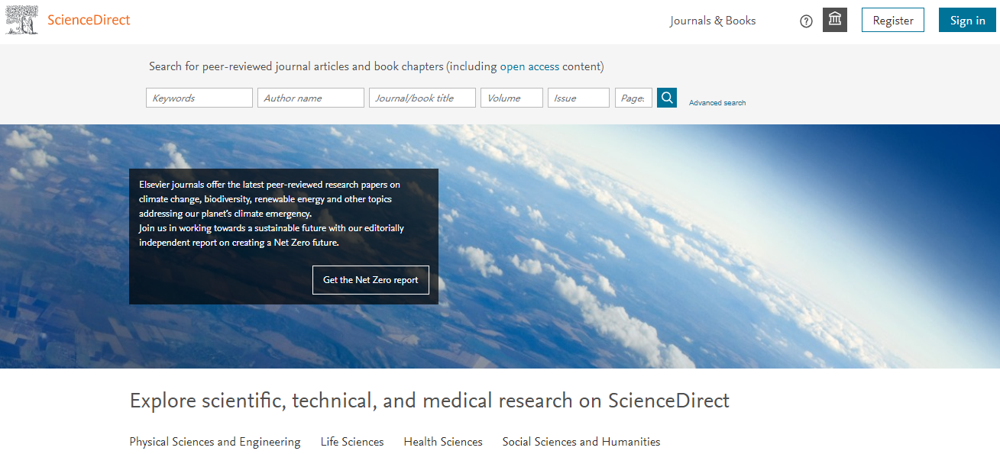 ScienceDirect
Journals & Books
?
Register
Sign in
Search for peer-reviewed journal articles and book chapters (including open access content)
Keywords
Author name
Journal/book title
Volume
Issue
Page:
Advanced search
Elsevier journals offer the latest peer-reviewed research papers on
climate change, biodiversity, renewable energy and other topics
addressing our planet's climate emergency.
Join us in working towards a sustainable future with our editorially
independent report on creating a Net Zero future.
Get the Net Zero report
Explore scientific, technical, and medical research on ScienceDirect
Physical Sciences and Engineering
Life Sciences
Health Sciences
Social Sciences and Humanities